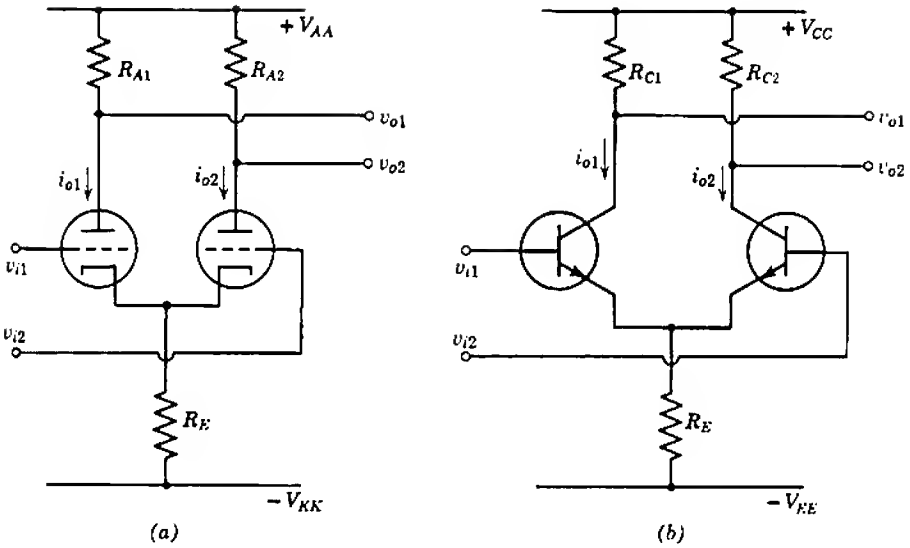 + V_AA
R_A1
R_A2
v_o1
v_o2
i_o1
i_o2
v_i1
v_i2
R_E
− V_KK
(a)
+ V_CC
R_C1
R_C2
v_o1
v_o2
i_o1
i_o2
v_i1
v_i2
R_E
− V_EE
(b)